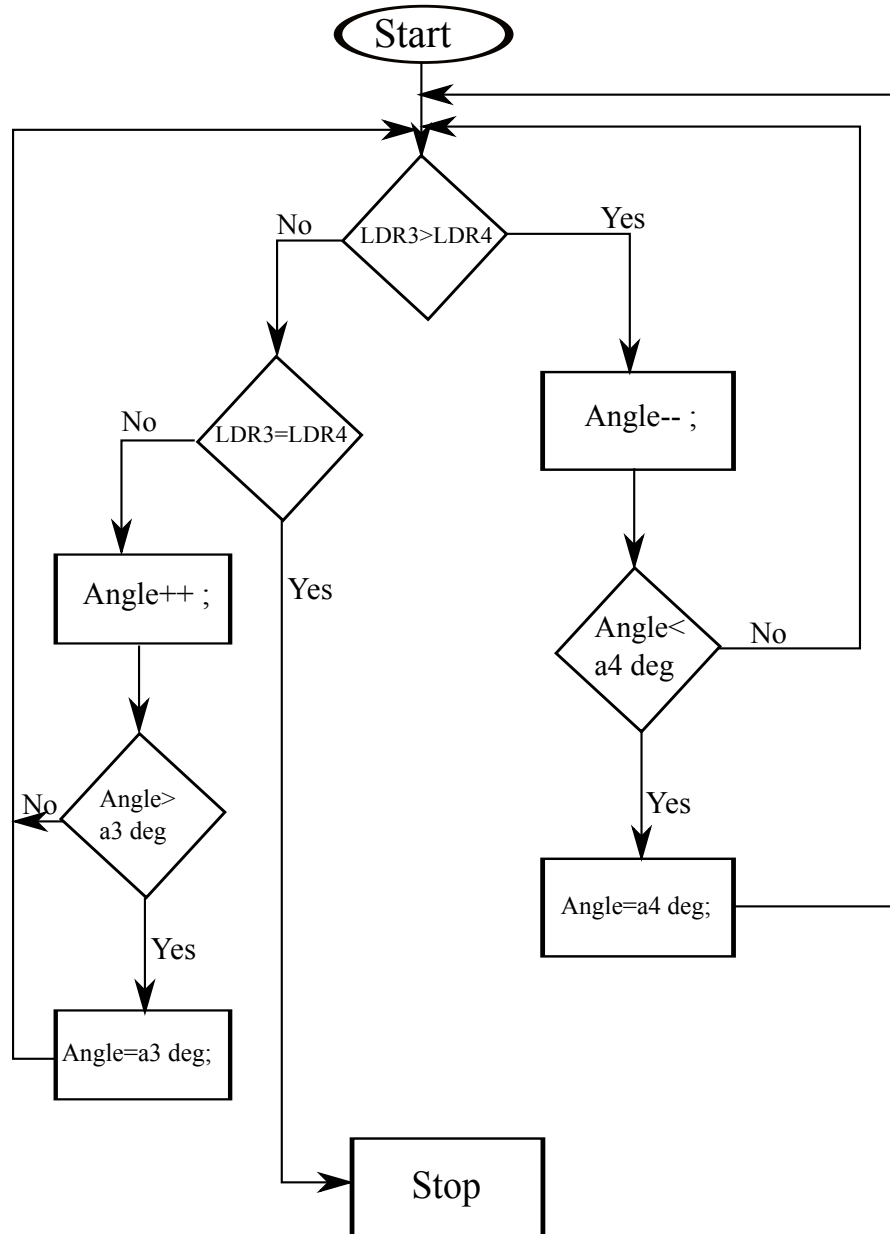 Start
LDR3>LDR4
No
Yes
LDR3=LDR4
No
Yes
Angle-- ;
Angle++ ;
Angle<
a4 deg
No
Yes
Angle>
a3 deg
No
Yes
Angle=a4 deg;
Angle=a3 deg;
Stop